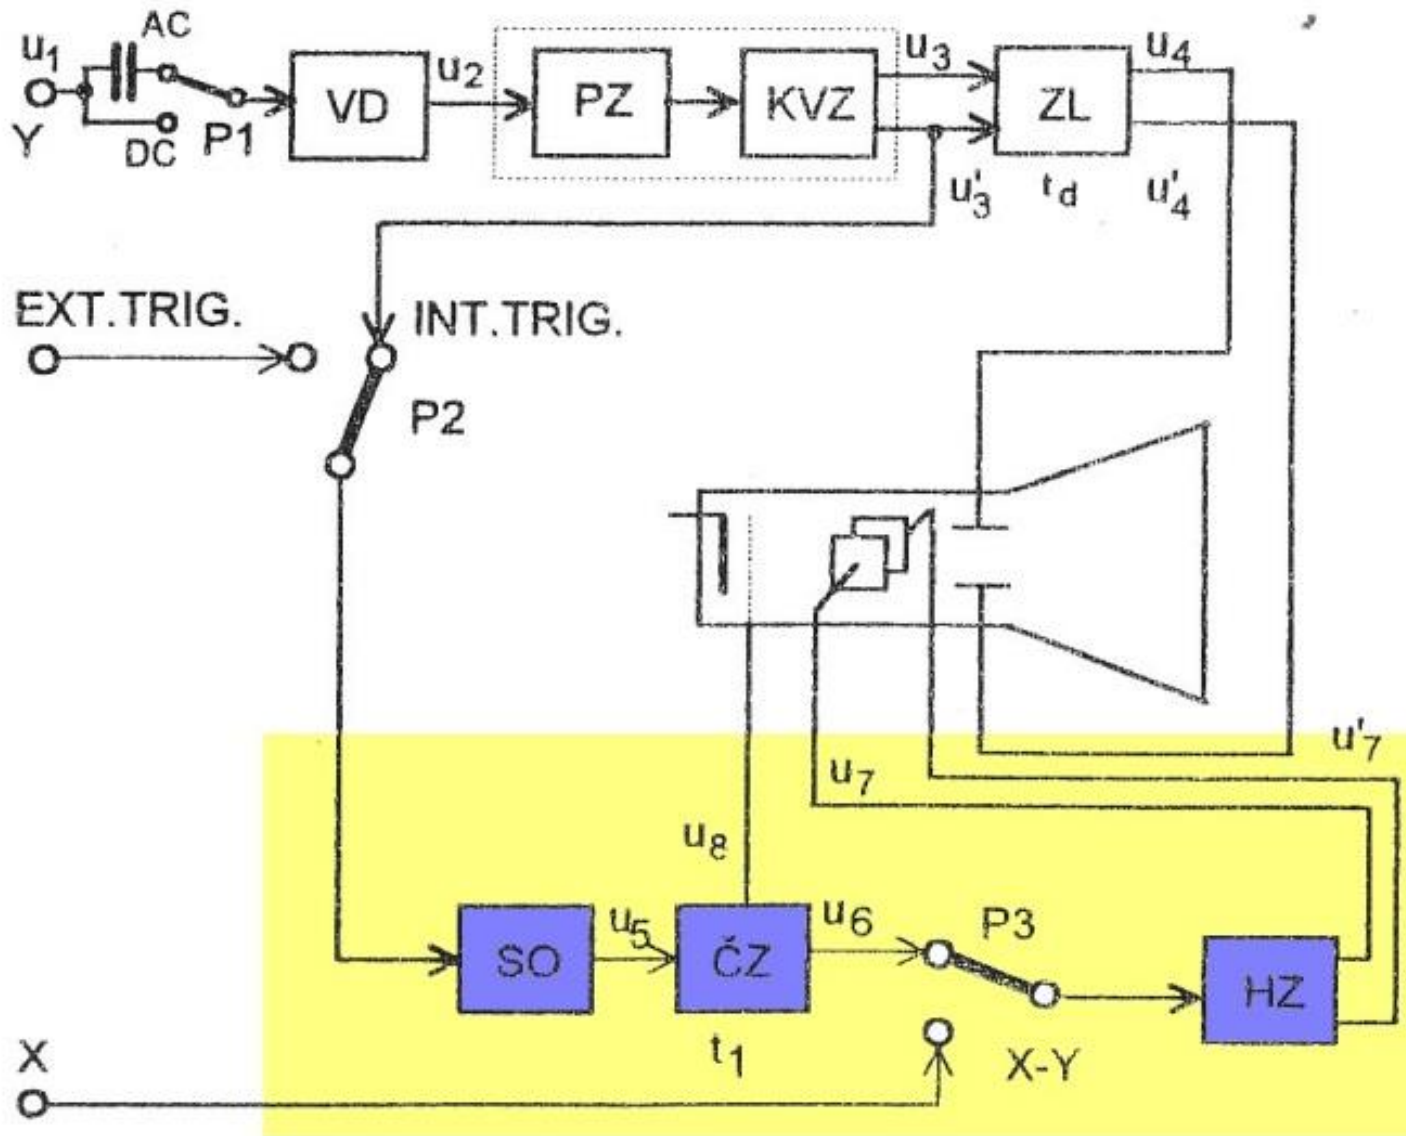 AC
u1
Y
DC
P1
VD
u2
PZ
KVZ
u3
u'3
ZL
td
u4
u'4
EXT.TRIG.
INT.TRIG.
P2
u'7
u7
u8
SO
u5
ČZ
t1
u6
P3
X-Y
HZ
X